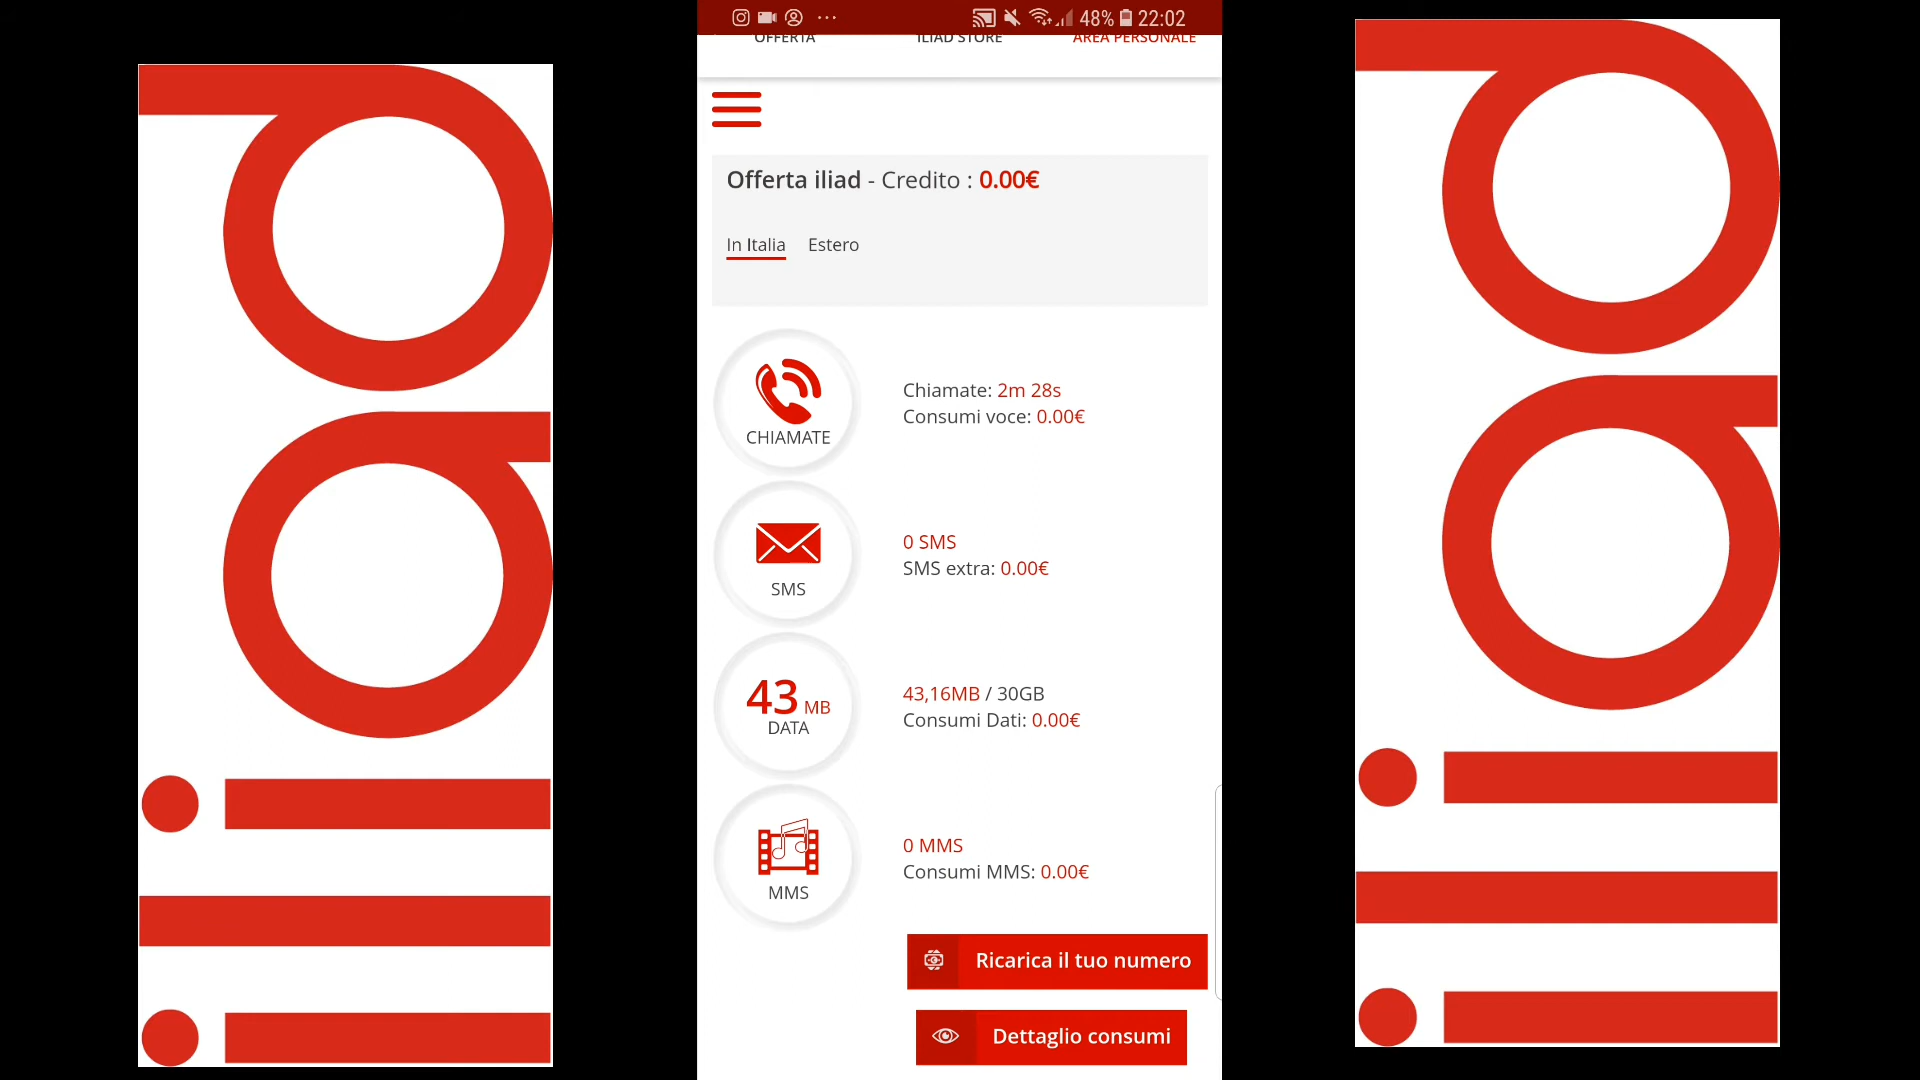 iliad
48% 22:02
OFFERTA ILIAD STORE AREA PERSONALE
Offerta iliad - Credito : 0.00€
In Italia Estero
CHIAMATE
Chiamate: 2m 28s
Consumi voce: 0.00€
SMS
0 SMS
SMS extra: 0.00€
43 MB
DATA
43,16MB / 30GB
Consumi Dati: 0.00€
MMS
0 MMS
Consumi MMS: 0.00€
Ricarica il tuo numero
Dettaglio consumi
iliad